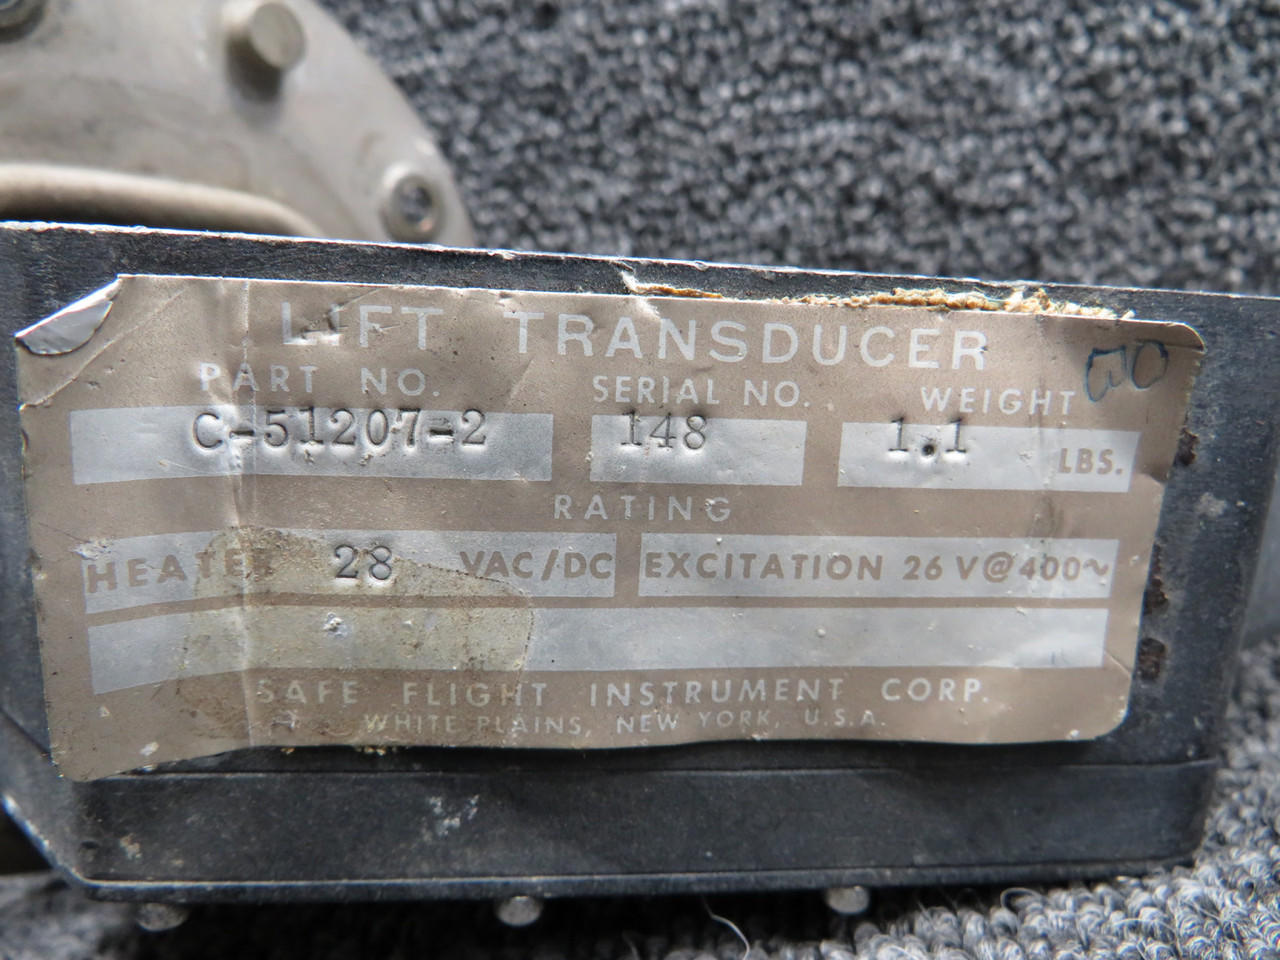 LIFT TRANSDUCER
PART NO. SERIAL NO. WEIGHT
C-51207-2 148 1.1 LBS.
RATING
HEATER 28 VAC/DC EXCITATION 26 V@400~
SAFE FLIGHT INSTRUMENT CORP.
WHITE PLAINS, NEW YORK, U.S.A.